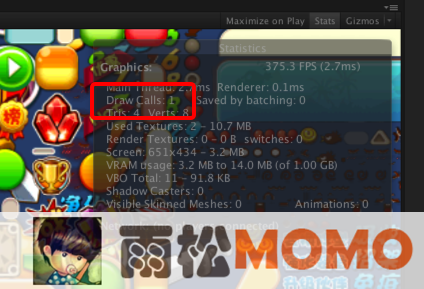 Maximize on Play Stats Gizmos
Statistics
Graphics: 375.3 FPS (2.7ms)
Main Thread: 2.7ms Renderer: 0.1ms
Draw Calls: 1 Saved by batching: 0
Tris: 4 Verts: 8
Used Textures: 2 – 10.7 MB
Render Textures: 0 – 0 B switches: 0
Screen: 651x434 – 3.2 MB
VRAM usage: 3.2 MB to 14.0 MB (of 1.00 GB)
VBO Total: 11 – 91.8 KB
Shadow Casters: 0
Visible Skinned Meshes: 0 Animations: 0
雨松MOMO